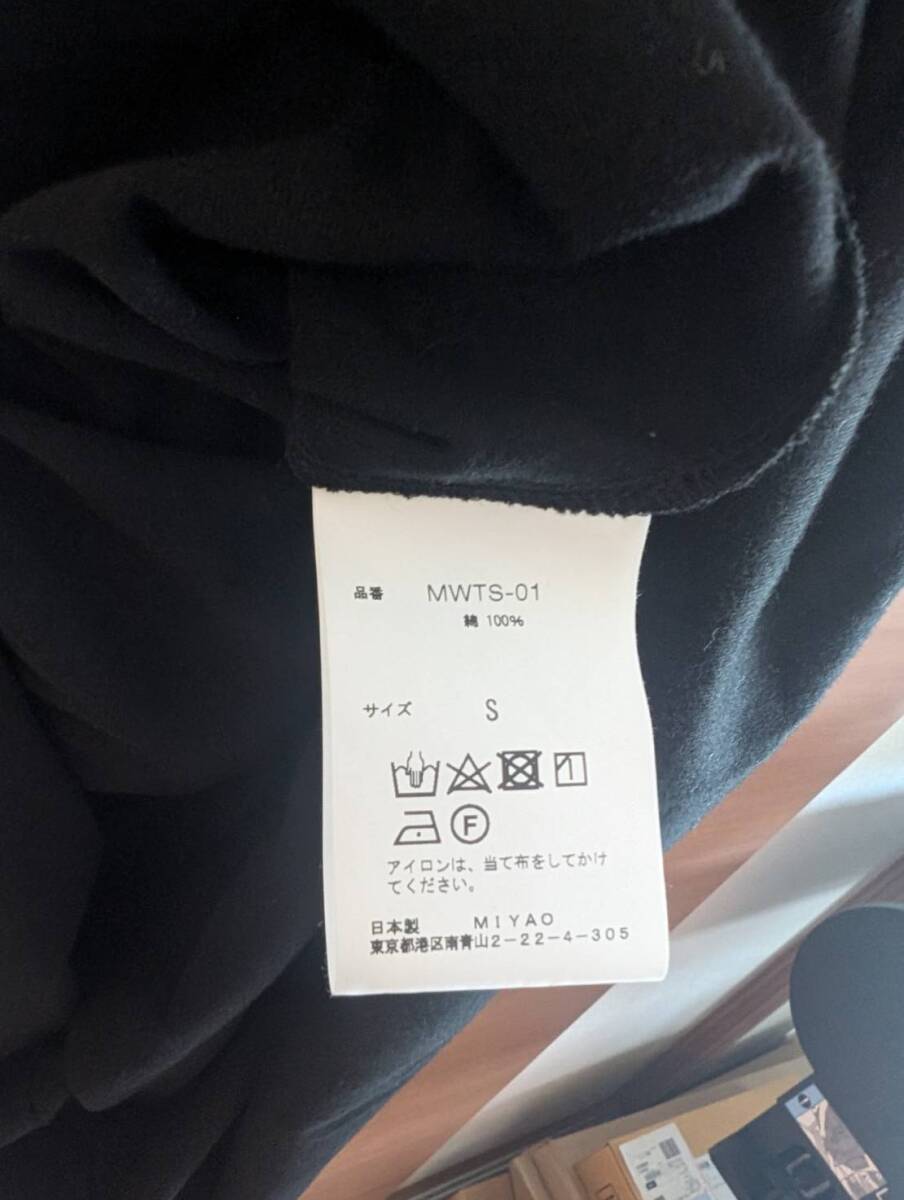 品番 MWTS-01
綿 100%
サイズ S
F
アイロンは、当て布をしてかけ
てください。
日本製 MIYAO
東京都港区南青山2-22-4-305